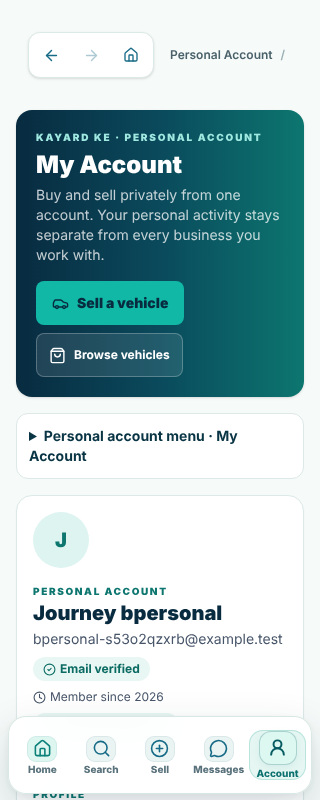 Personal Account /
KAYARD KE · PERSONAL ACCOUNT
My Account
Buy and sell privately from one
account. Your personal activity stays
separate from every business you
work with.
Sell a vehicle
Browse vehicles
Personal account menu · My
Account
J
PERSONAL ACCOUNT
Journey bpersonal
bpersonal-s53o2qzxrb@example.test
Email verified
Member since 2026
Home Search Sell Messages Account
PROFILE